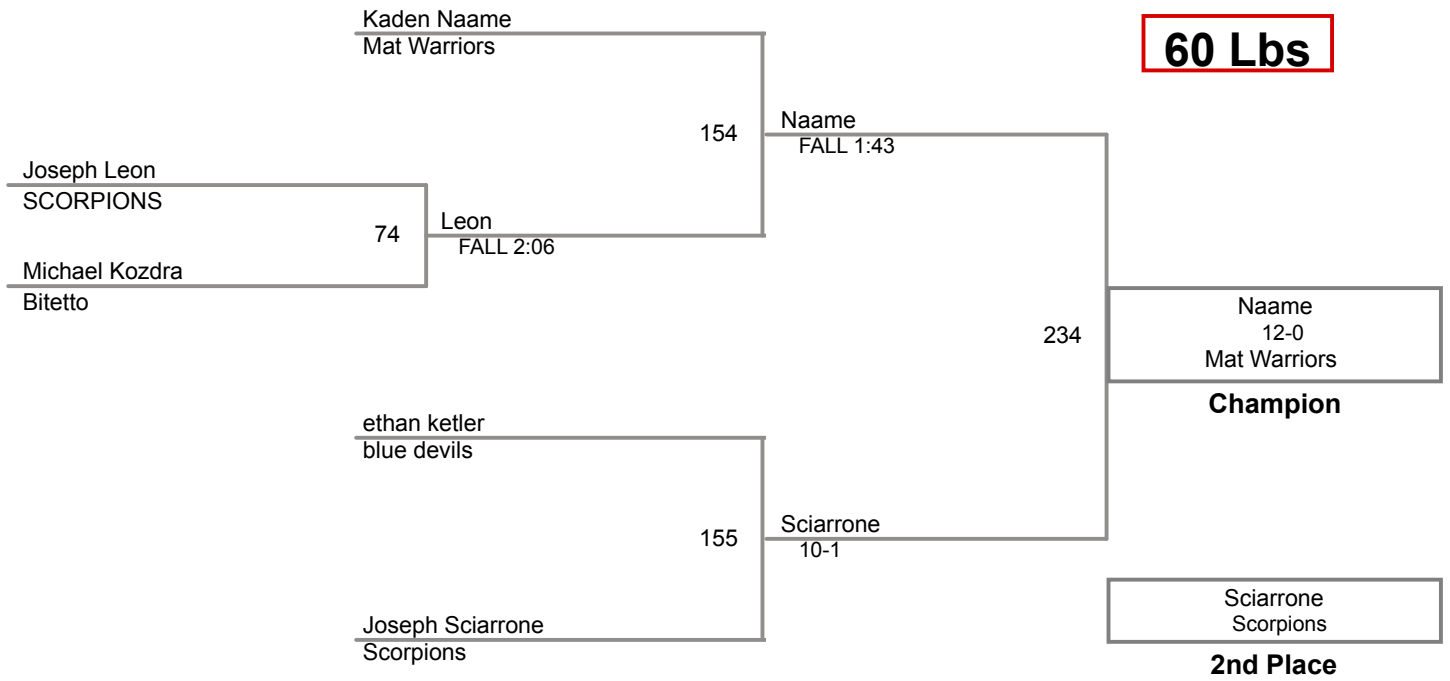 Kaden Naame
Mat Warriors
60 Lbs
154
Naame
FALL 1:43
Joseph Leon
SCORPIONS
74
Leon
FALL 2:06
Michael Kozdra
Bitetto
234
Naame
12-0
Mat Warriors
Champion
ethan ketler
blue devils
155
Sciarrone
10-1
Joseph Sciarrone
Scorpions
Sciarrone
Scorpions
2nd Place